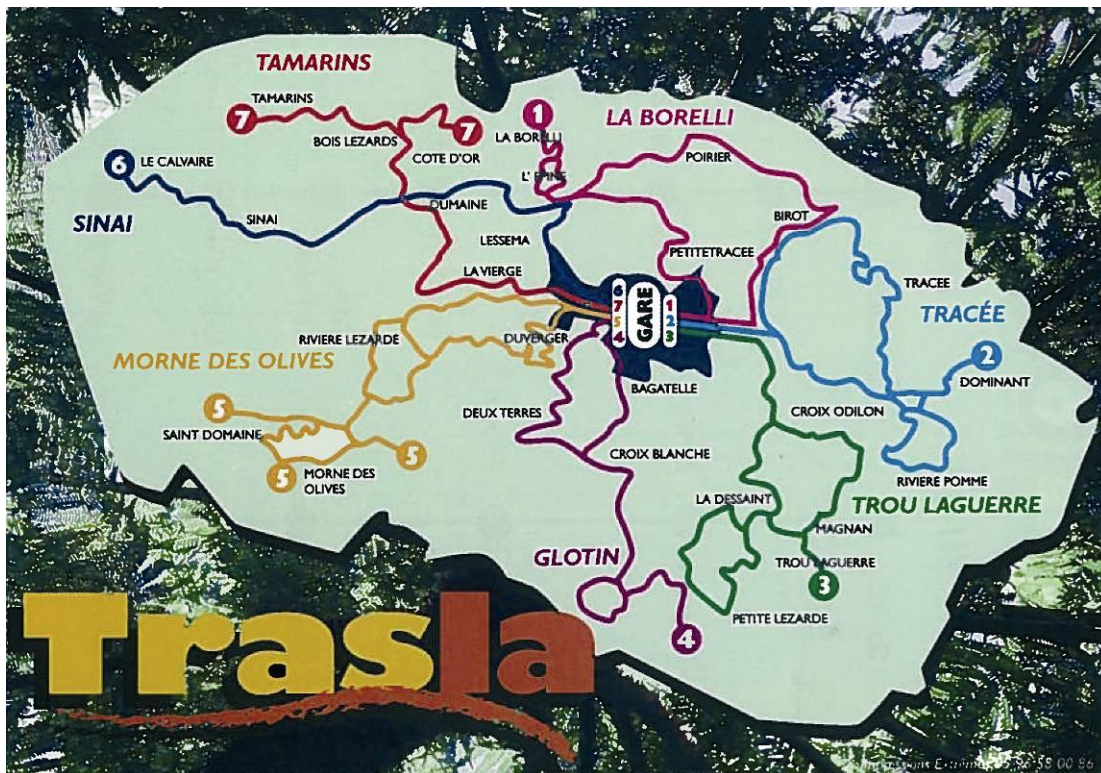 TAMARINS
TAMARINS
7
7
BOIS LEZARDS
COTE D'OR
1
LA BORELLI
LA BORELLI
POIRIER
L' EPINE
6
LE CALVAIRE
SINAI
SINAI
DUMAINE
LESSEMA
LA VIERGE
BIROT
PETITETRACEE
TRACEE
TRACÉE
2
DOMINANT
6
7
5
4
GARE
1
2
3
RIVIERE LEZARDE
DUVERGER
MORNE DES OLIVES
BAGATELLE
5
SAINT DOMAINE
5
5
MORNE DES
OLIVES
DEUX TERRES
CROIX BLANCHE
CROIX ODILON
RIVIERE POMME
LA DESSAINT
TROU LAGUERRE
MAGNAN
TROU LAGUERRE
3
GLOTIN
PETITE LEZARDE
4
Trasla